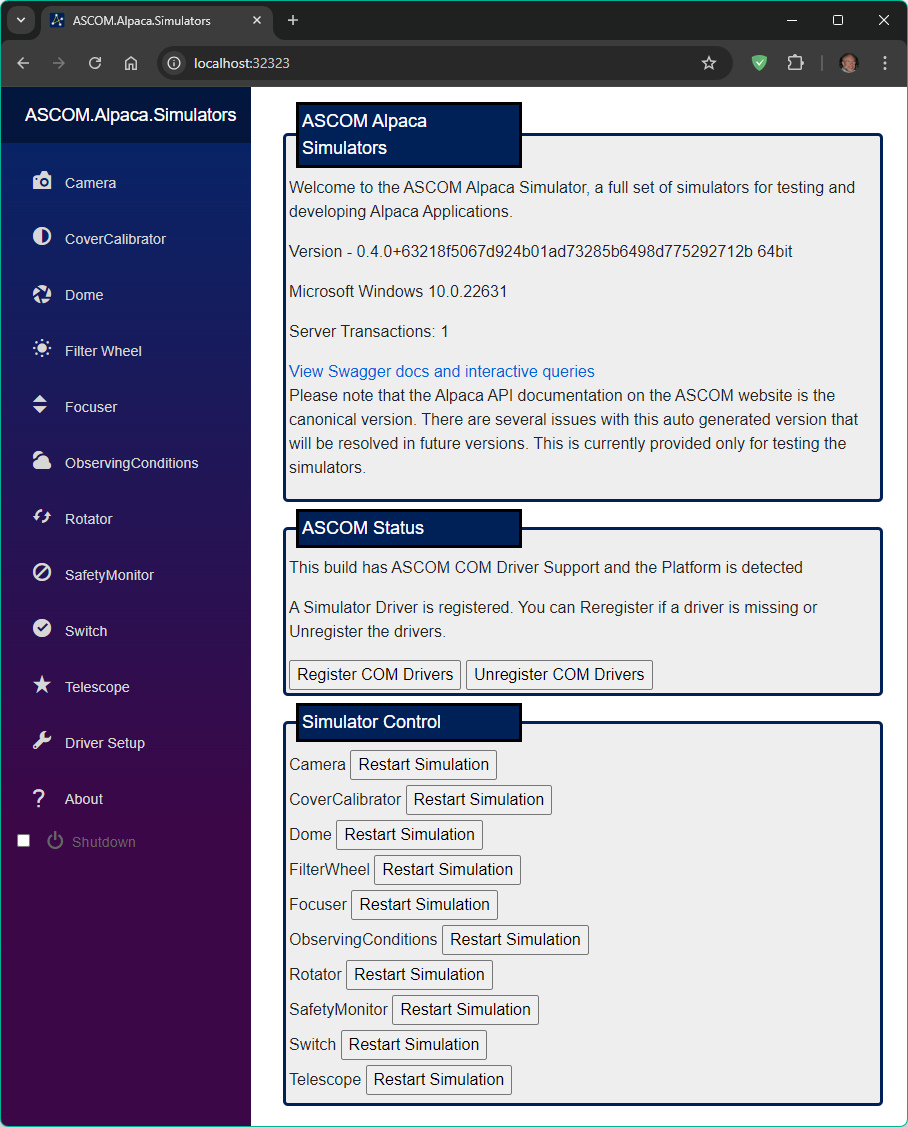 ASCOM.Alpaca.Simulators
localhost:32323
ASCOM.Alpaca.Simulators
Camera
CoverCalibrator
Dome
Filter Wheel
Focuser
ObservingConditions
Rotator
SafetyMonitor
Switch
Telescope
Driver Setup
About
Shutdown
ASCOM Alpaca
Simulators
Welcome to the ASCOM Alpaca Simulator, a full set of simulators for testing and
developing Alpaca Applications.
Version - 0.4.0+63218f5067d924b01ad73285b6498d775292712b 64bit
Microsoft Windows 10.0.22631
Server Transactions: 1
View Swagger docs and interactive queries
Please note that the Alpaca API documentation on the ASCOM website is the
canonical version. There are several issues with this auto generated version that
will be resolved in future versions. This is currently provided only for testing the
simulators.
ASCOM Status
This build has ASCOM COM Driver Support and the Platform is detected
A Simulator Driver is registered. You can Reregister if a driver is missing or
Unregister the drivers.
Register COM Drivers Unregister COM Drivers
Simulator Control
Camera Restart Simulation
CoverCalibrator Restart Simulation
Dome Restart Simulation
FilterWheel Restart Simulation
Focuser Restart Simulation
ObservingConditions Restart Simulation
Rotator Restart Simulation
SafetyMonitor Restart Simulation
Switch Restart Simulation
Telescope Restart Simulation